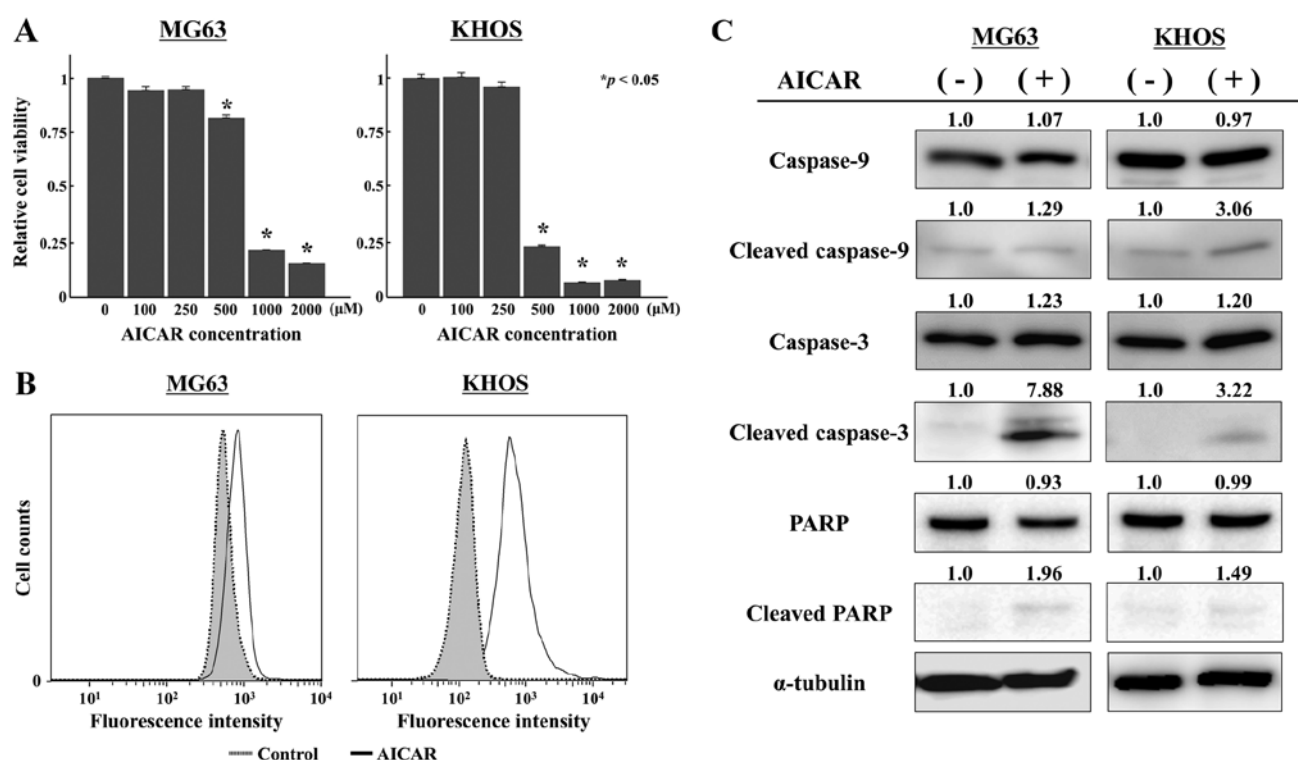 A
MG63
KHOS
*p < 0.05
Relative cell viability
1
0.75
0.5
0.25
0
* * *
0 100 250 500 1000 2000 (μM)
AICAR concentration
1
0.75
0.5
0.25
0
* * *
0 100 250 500 1000 2000 (μM)
AICAR concentration
B
MG63
KHOS
Cell counts
0
10¹ 10² 10³ 10⁴
Fluorescence intensity
10¹ 10² 10³ 10⁴
Fluorescence intensity
Control AICAR
C
MG63 KHOS
AICAR (-) (+) (-) (+)
1.0 1.07 1.0 0.97
Caspase-9
1.0 1.29 1.0 3.06
Cleaved caspase-9
1.0 1.23 1.0 1.20
Caspase-3
1.0 7.88 1.0 3.22
Cleaved caspase-3
1.0 0.93 1.0 0.99
PARP
1.0 1.96 1.0 1.49
Cleaved PARP
α-tubulin